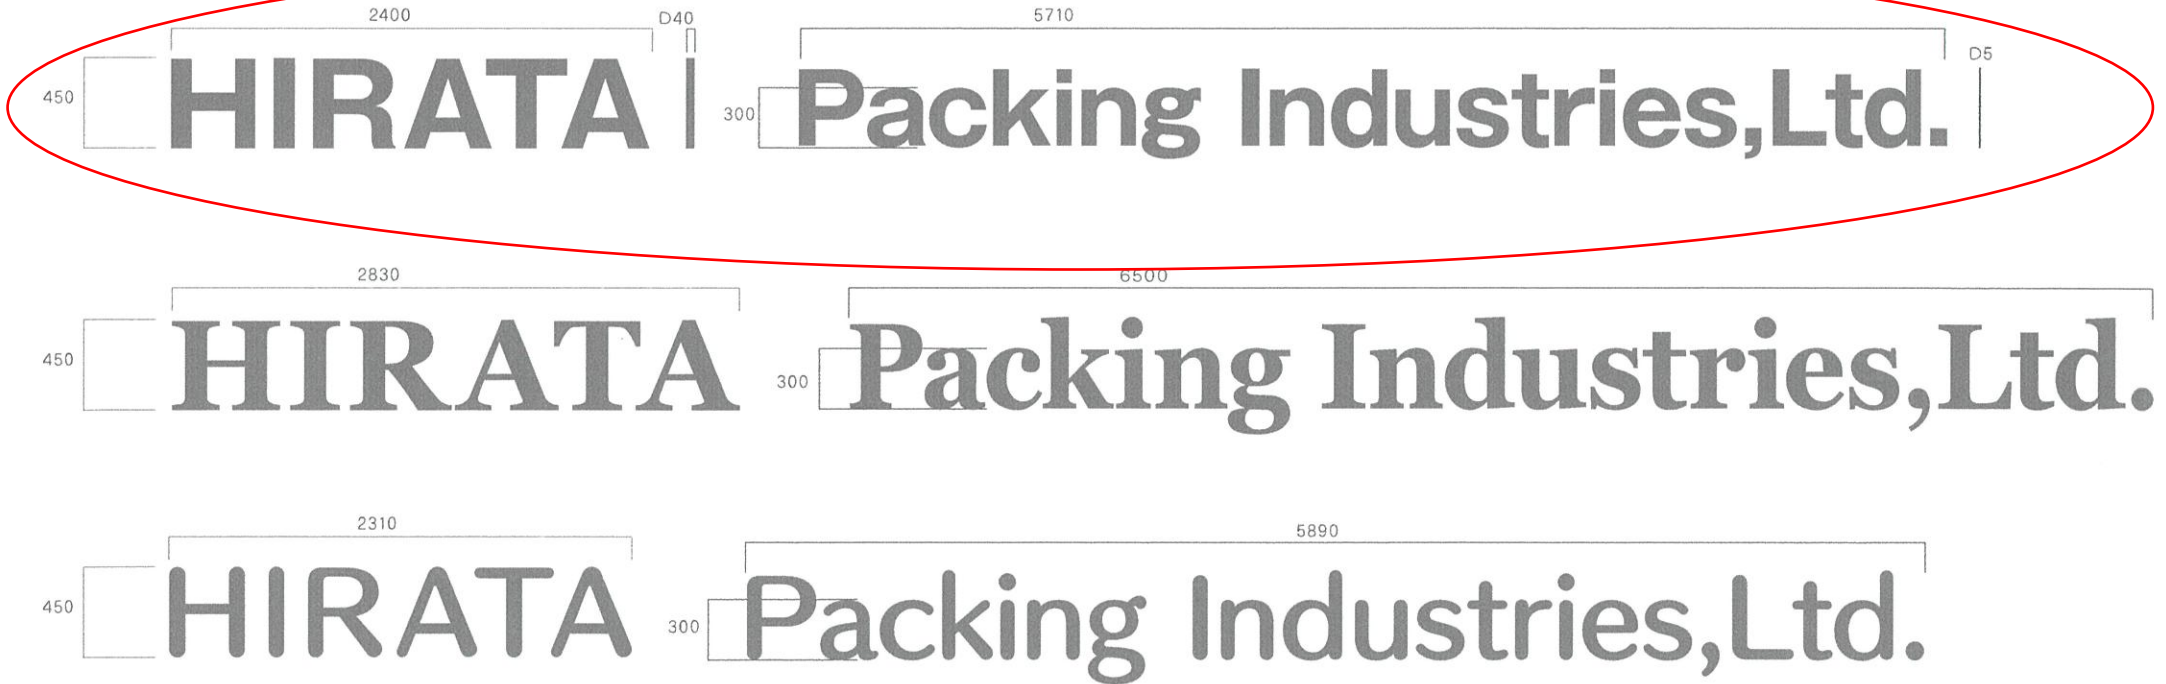 2400 D40 5710 D5
450 HIRATA 300 Packing Industries,Ltd.
2830 6500
450 HIRATA 300 Packing Industries,Ltd.
2310 5890
450 HIRATA 300 Packing Industries,Ltd.